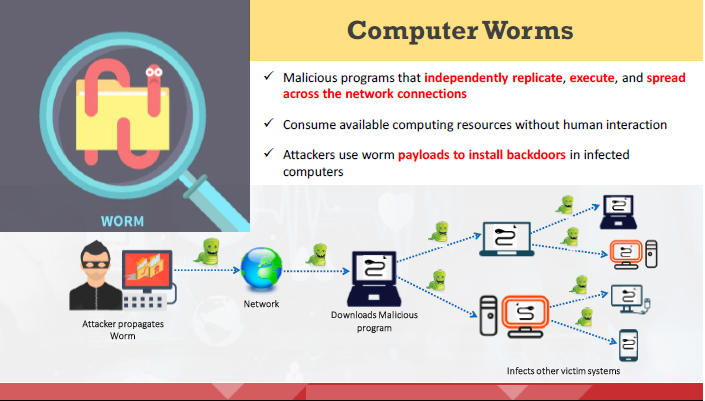 Computer Worms
✓ Malicious programs that independently replicate, execute, and spread
across the network connections
✓ Consume available computing resources without human interaction
✓ Attackers use worm payloads to install backdoors in infected
computers
WORM
Attacker propagates
Worm
Network
Downloads Malicious
program
Infects other victim systems